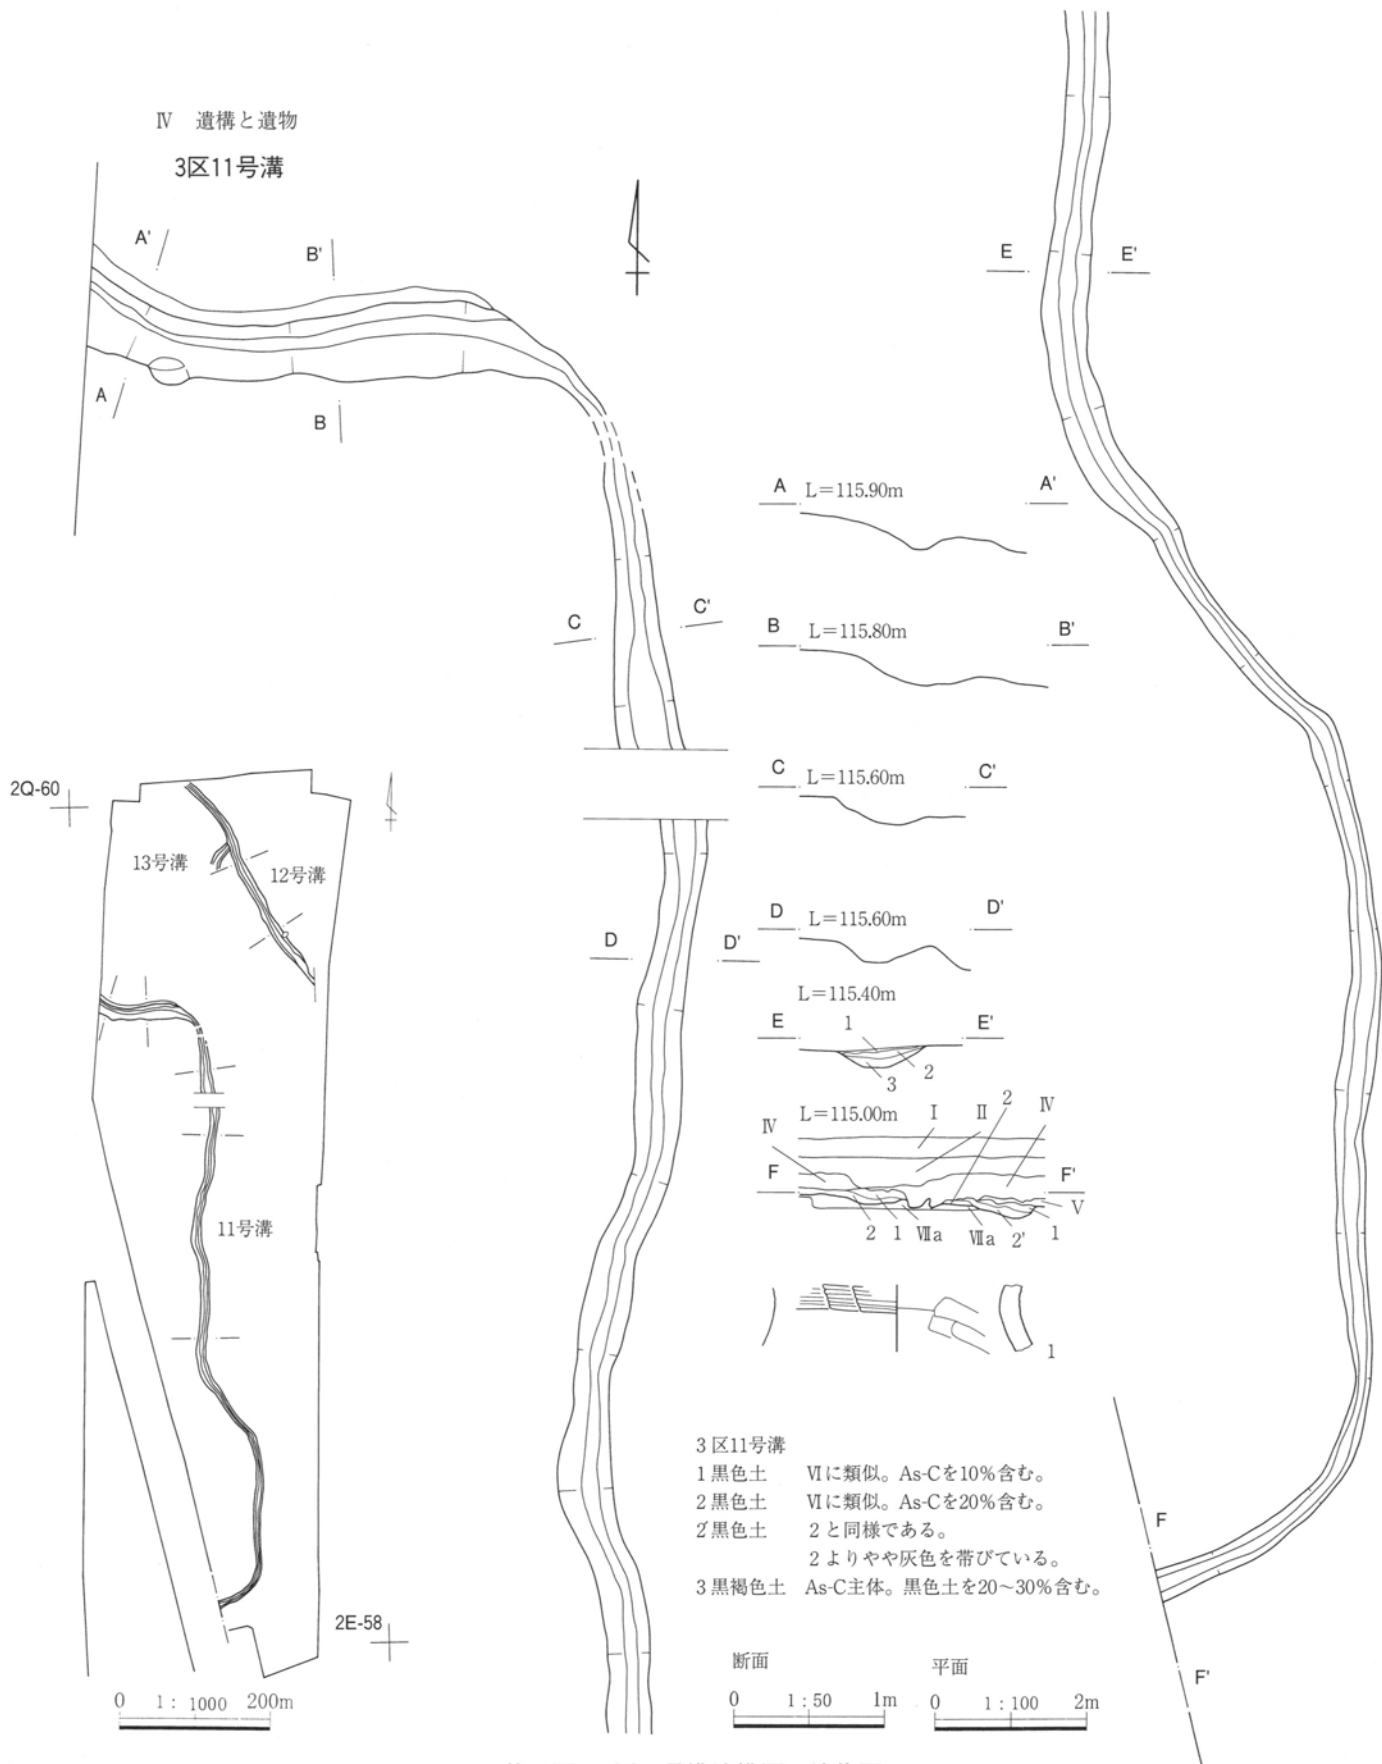 Ⅳ 遺構と遺物
3区11号溝
A'
B'
A
B
C
C'
D
D'
E
E'
F
F'
A L=115.90m A'
B L=115.80m B'
C L=115.60m C'
D L=115.60m D'
L=115.40m
E 1 E'
2
3
L=115.00m
Ⅳ Ⅰ Ⅱ 2 Ⅳ
F F'
Ⅴ
2 1 Ⅶa Ⅶa 2' 1
1
2Q-60
13号溝
12号溝
11号溝
2E-58
0 1:1000 200m
3区11号溝
1黒色土 Ⅵに類似。As-Cを10%含む。
2黒色土 Ⅵに類似。As-Cを20%含む。
2'黒色土 2と同様である。
2よりやや灰色を帯びている。
3黒褐色土 As-C主体。黒色土を20~30%含む。
断面
0 1:50 1m
平面
0 1:100 2m